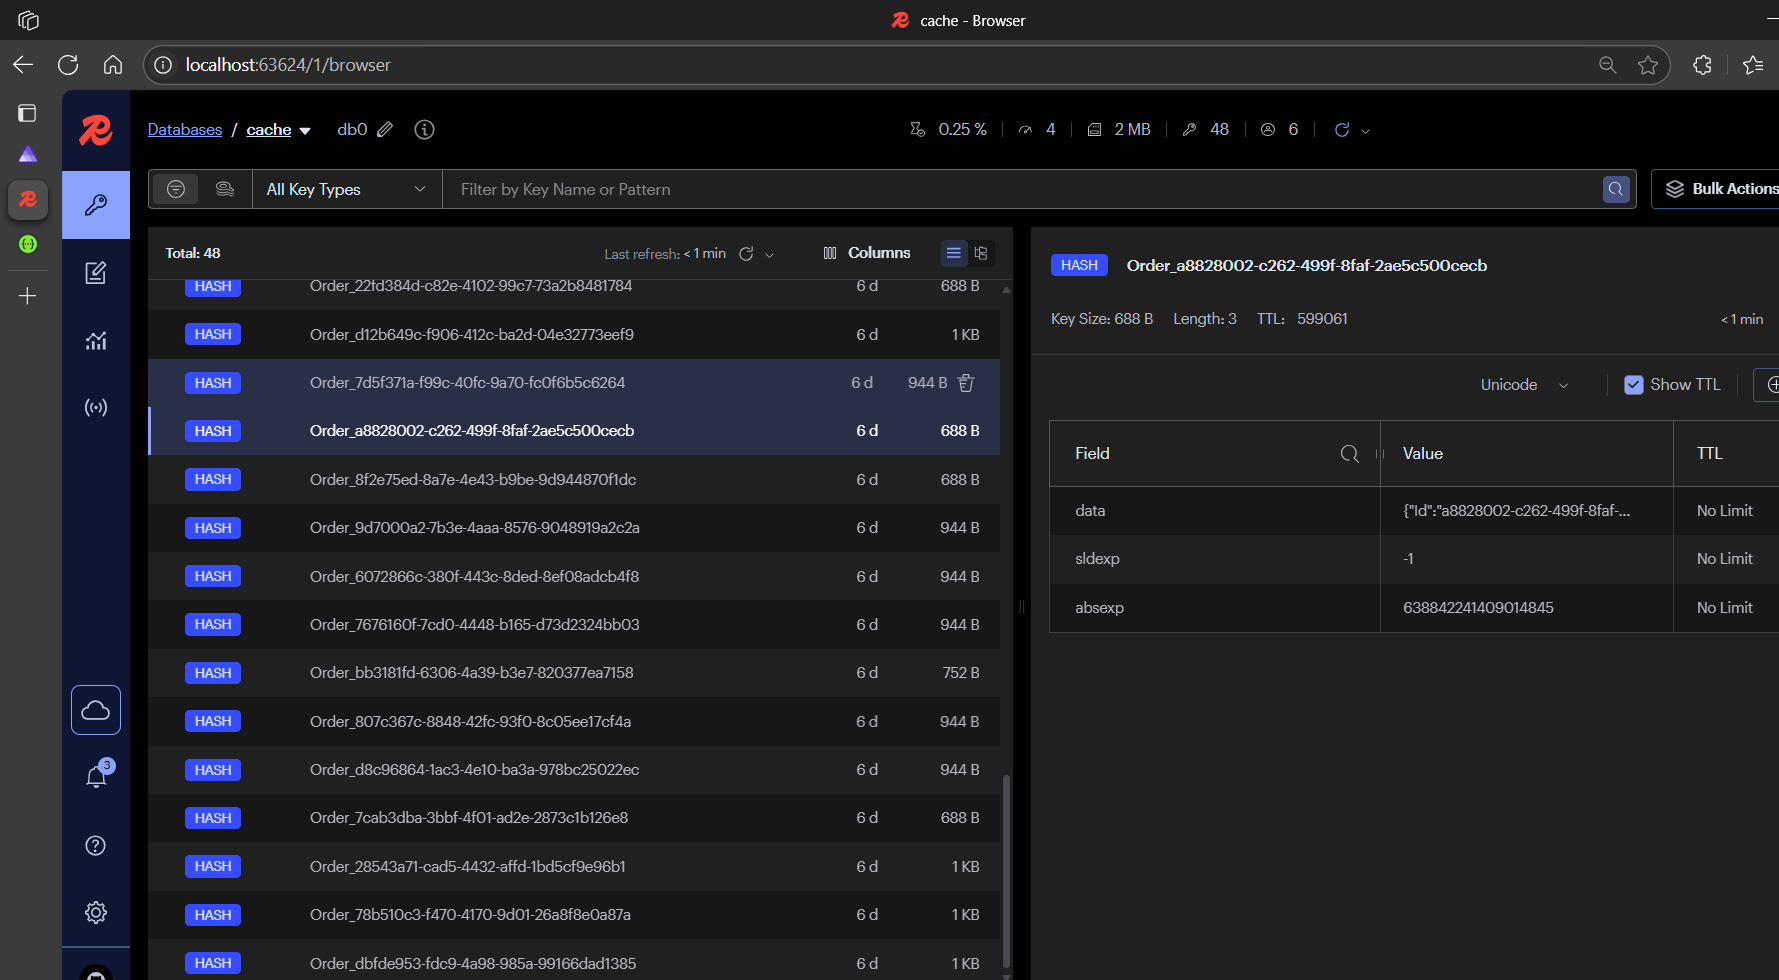 cache - Browser
localhost:63624/1/browser
Databases / cache db0
0.25 % 4 2 MB 48 6
All Key Types Filter by Key Name or Pattern Bulk Actions
Total: 48 Last refresh: < 1 min Columns
HASH Order_22fd384d-c82e-4102-99c7-73a2b8481784 6 d 688 B
HASH Order_d12b649c-f906-412c-ba2d-04e32773eef9 6 d 1 KB
HASH Order_7d5f371a-f99c-40fc-9a70-fc0f6b5c6264 6 d 944 B
HASH Order_a8828002-c262-499f-8faf-2ae5c500cecb 6 d 688 B
HASH Order_8f2e75ed-8a7e-4e43-b9be-9d944870f1dc 6 d 688 B
HASH Order_9d7000a2-7b3e-4aaa-8576-9048919a2c2a 6 d 944 B
HASH Order_6072866c-380f-443c-8ded-8ef08adcb4f8 6 d 944 B
HASH Order_7676160f-7cd0-4448-b165-d73d2324bb03 6 d 944 B
HASH Order_bb3181fd-6306-4a39-b3e7-820377ea7158 6 d 752 B
HASH Order_807c367c-8848-42fc-93f0-8c05ee17cf4a 6 d 944 B
HASH Order_d8c96864-1ac3-4e10-ba3a-978bc25022ec 6 d 944 B
HASH Order_7cab3dba-3bbf-4f01-ad2e-2873c1b126e8 6 d 688 B
HASH Order_28543a71-cad5-4432-affd-1bd5cf9e96b1 6 d 1 KB
HASH Order_78b510c3-f470-4170-9d01-26a8f8e0a87a 6 d 1 KB
HASH Order_dbfde953-fdc9-4a98-985a-99166dad1385 6 d 1 KB
3
HASH Order_a8828002-c262-499f-8faf-2ae5c500cecb
Key Size: 688 B Length: 3 TTL: 599061 < 1 min
Unicode Show TTL
Field Value TTL
data {"Id":"a8828002-c262-499f-8faf-... No Limit
sldexp -1 No Limit
absexp 638842241409014845 No Limit